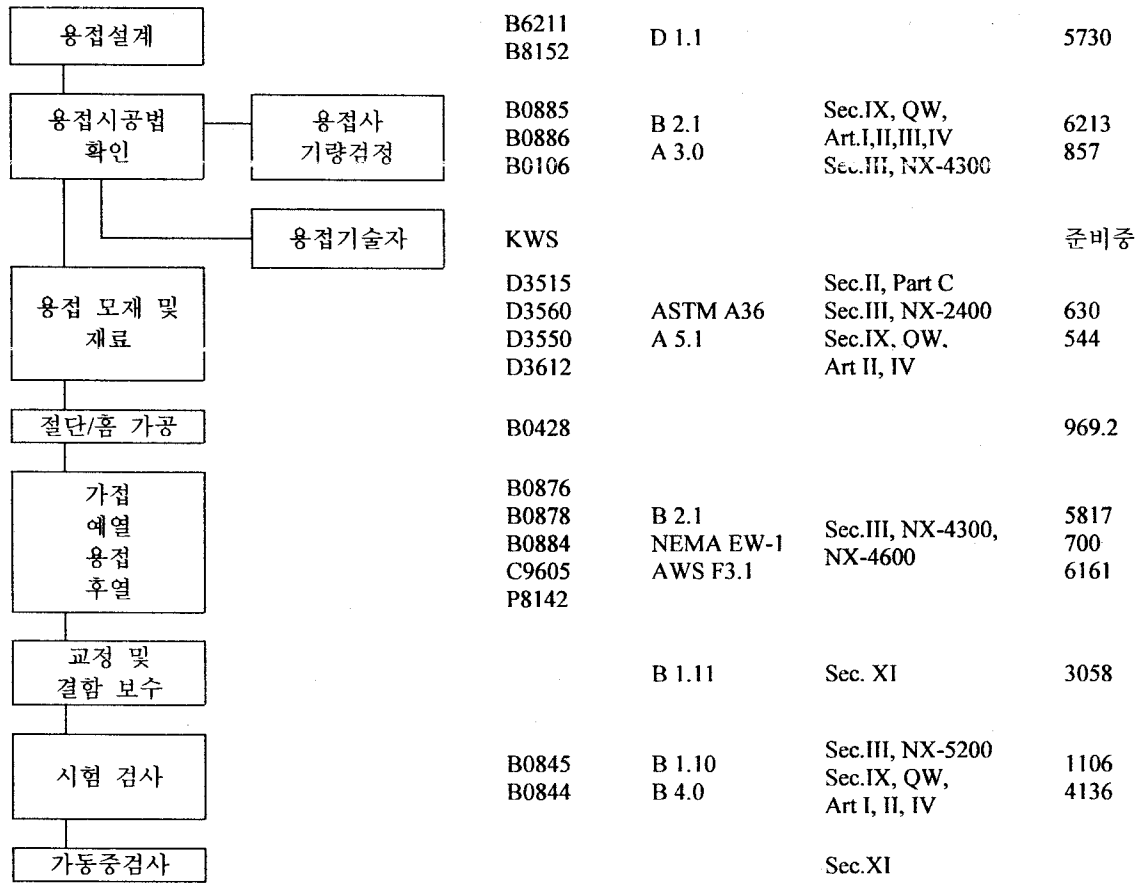 용접설계
B6211
B8152
D 1.1
5730
용접시공법
확인
용접사
기량검정
B0885
B0886
B0106
B 2.1
A 3.0
Sec.IX, QW,
Art.I,II,III,IV
Sec.III, NX-4300
6213
857
용접기술자
KWS
준비중
용접 모재 및
재료
D3515
D3560
D3550
D3612
ASTM A36
A 5.1
Sec.II, Part C
Sec.III, NX-2400
Sec.IX, QW,
Art II, IV
630
544
절단/홈 가공
B0428
969.2
가접
예열
용접
후열
B0876
B0878
B0884
C9605
P8142
B 2.1
NEMA EW-1
AWS F3.1
Sec.III, NX-4300,
NX-4600
5817
700
6161
교정 및
결함 보수
B 1.11
Sec. XI
3058
시험 검사
B0845
B0844
B 1.10
B 4.0
Sec.III, NX-5200
Sec.IX, QW,
Art I, II, IV
1106
4136
가동중검사
Sec.XI